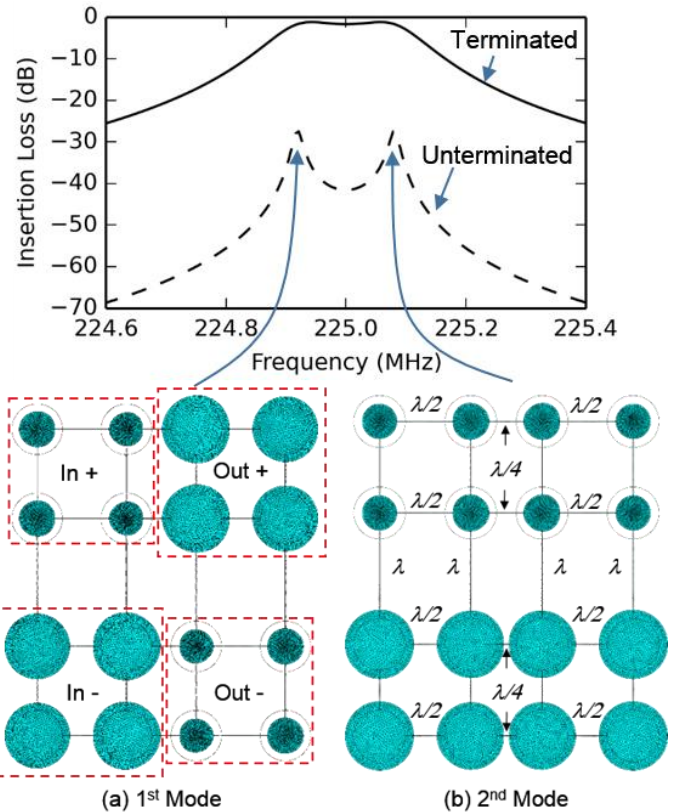 0
−10
Terminated
−20
−30
Unterminated
−40
−50
−60
−70
Insertion Loss (dB)
224.6 224.8 225.0 225.2 225.4
Frequency (MHz)
In + Out +
In - Out -
(a) 1st Mode
λ/2 λ/2
λ/4
λ/2 λ/2
λ λ λ λ
λ/2 λ/2
λ/4
λ/2 λ/2
(b) 2nd Mode